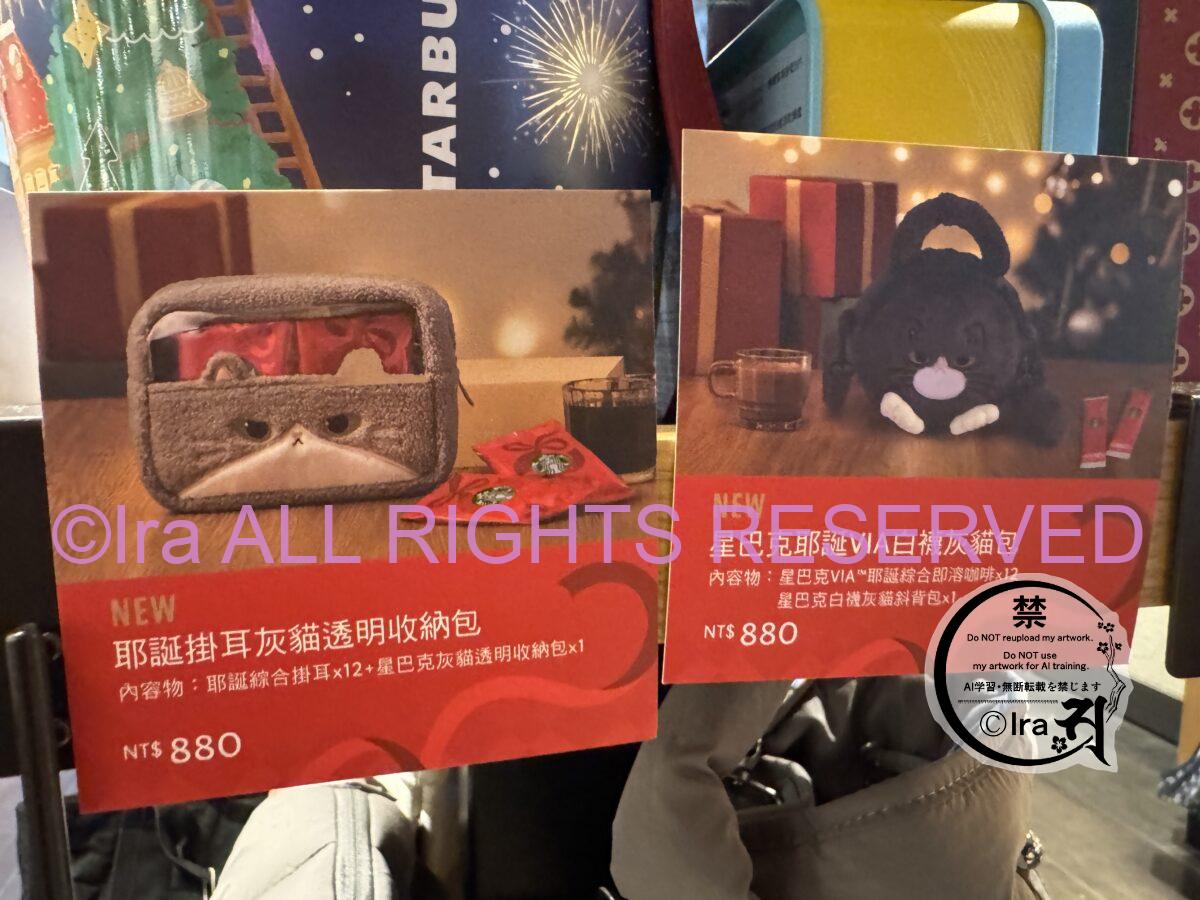 TARBU
NEW
耶誕掛耳灰貓透明收納包
內容物：耶誕綜合掛耳x12+星巴克灰貓透明收納包x1
NT$ 880
NEW
星巴克耶誕VIA白襪灰貓包
內容物：星巴克VIA™耶誕綜合即溶咖啡x12
星巴克白襪灰貓斜背包x1
NT$ 880
©Ira ALL RIGHTS RESERVED
禁
Do NOT reupload my artwork.
Do NOT use
my artwork for AI training.
AI学習・無断転載を禁じます
©Ira